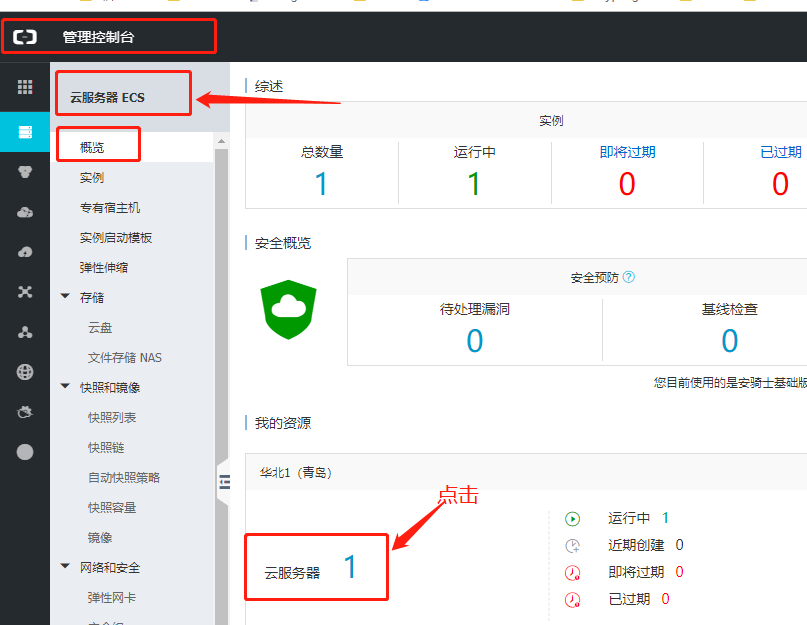 管理控制台
云服务器 ECS
概览
实例
专有宿主机
实例启动模板
弹性伸缩
存储
云盘
文件存储 NAS
快照和镜像
快照列表
快照链
自动快照策略
快照容量
镜像
网络和安全
弹性网卡
综述
实例
总数量 运行中 即将过期 已过期
1 1 0 0
安全概览
安全预防 ?
待处理漏洞 基线检查
0 0
您目前使用的是安骑士基础版
我的资源
华北1（青岛）
点击
云服务器 1
运行中 1
近期创建 0
即将过期 0
已过期 0